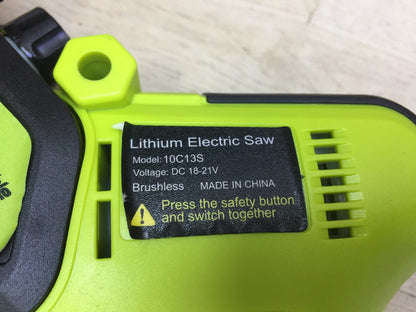 Lithium Electric Saw
Model: 10C13S
Voltage: DC 18-21V
Brushless MADE IN CHINA
Press the safety button
and switch together